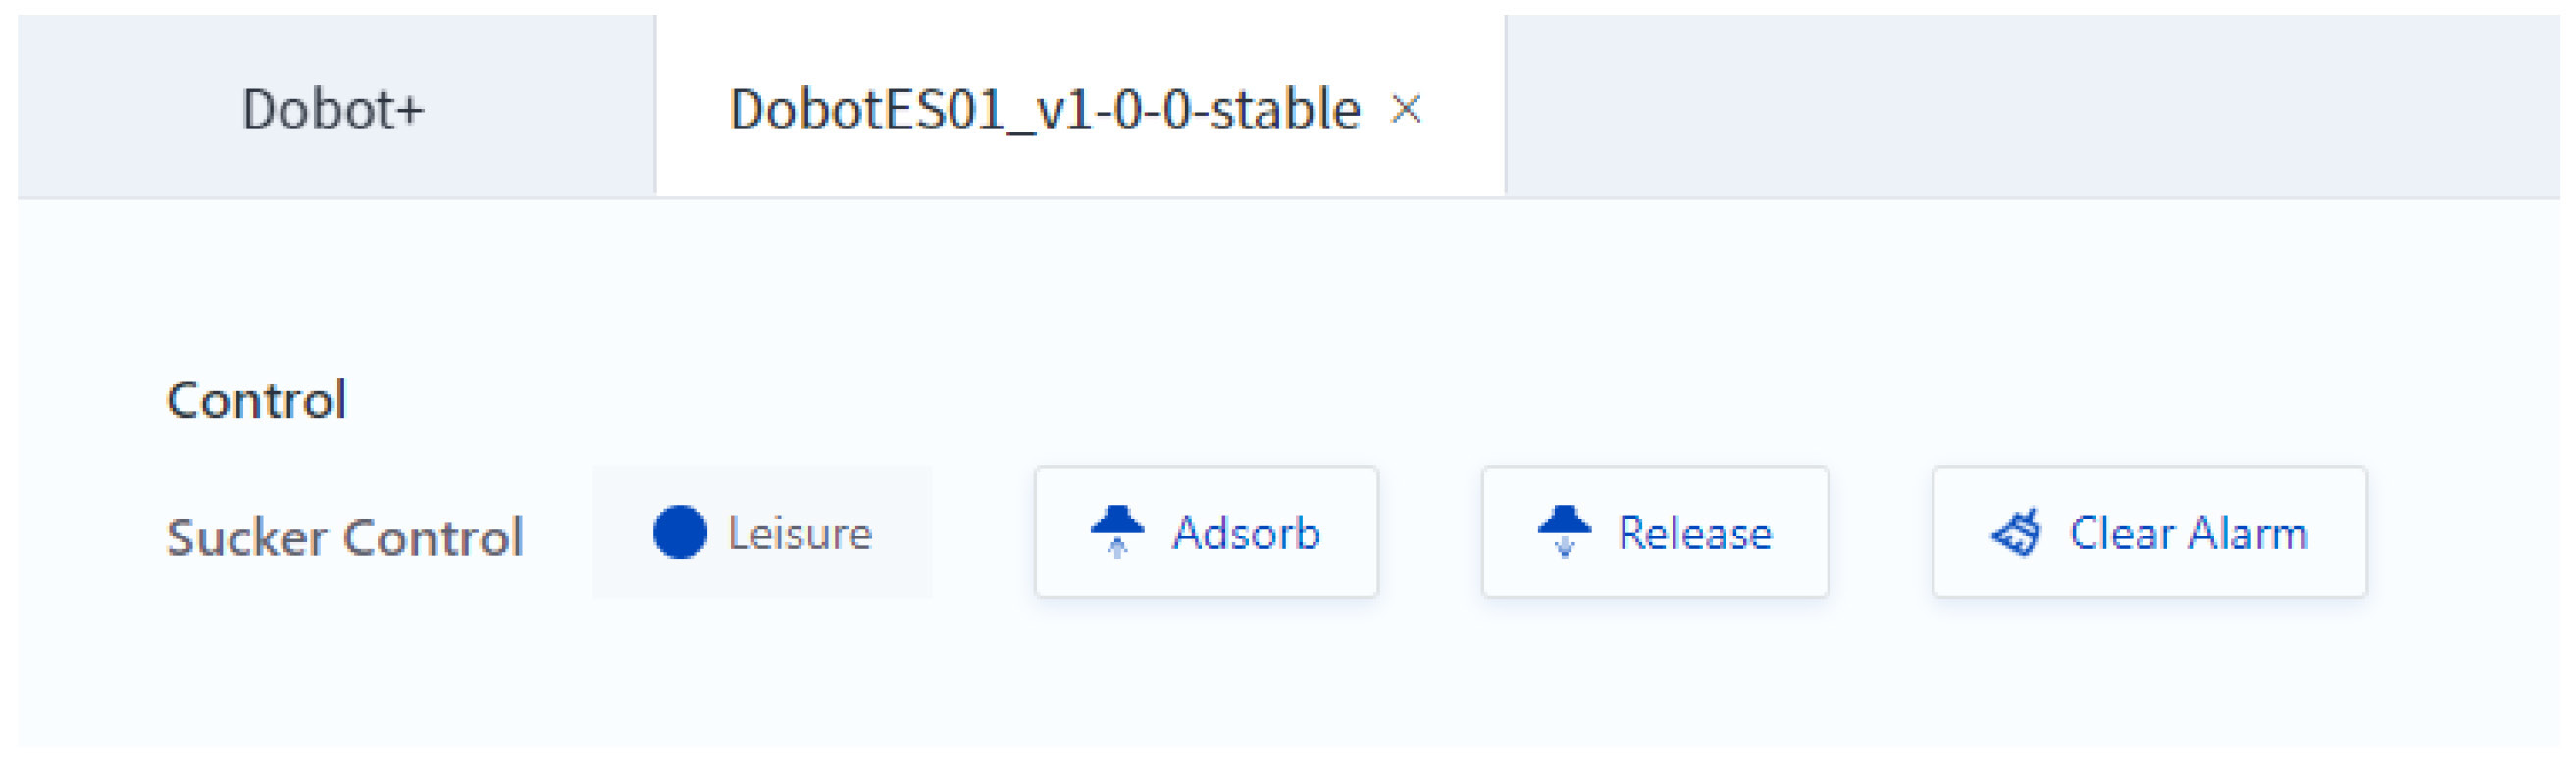 Dobot+ DobotES01_v1-0-0-stable ×
Control
Sucker Control Leisure Adsorb Release Clear Alarm